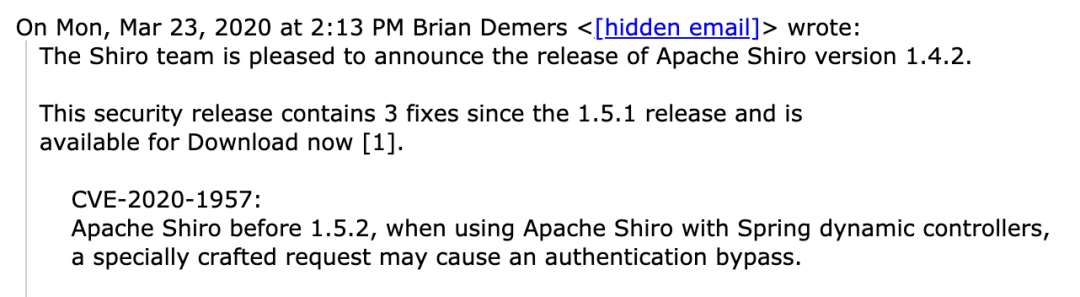 On Mon, Mar 23, 2020 at 2:13 PM Brian Demers <[hidden email]> wrote:
The Shiro team is pleased to announce the release of Apache Shiro version 1.4.2.
This security release contains 3 fixes since the 1.5.1 release and is
available for Download now [1].
CVE-2020-1957:
Apache Shiro before 1.5.2, when using Apache Shiro with Spring dynamic controllers,
a specially crafted request may cause an authentication bypass.